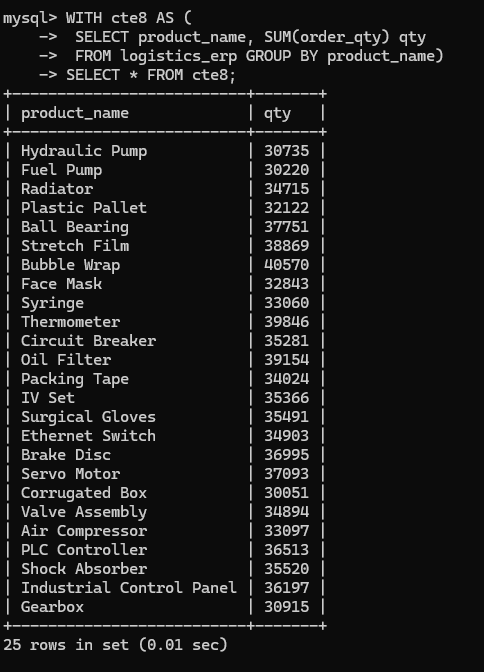 mysql> WITH cte8 AS (
    ->  SELECT product_name, SUM(order_qty) qty
    ->  FROM logistics_erp GROUP BY product_name)
    -> SELECT * FROM cte8;
+--------------------------+-------+
| product_name             | qty   |
+--------------------------+-------+
| Hydraulic Pump           | 30735 |
| Fuel Pump                | 30220 |
| Radiator                 | 34715 |
| Plastic Pallet           | 32122 |
| Ball Bearing             | 37751 |
| Stretch Film             | 38869 |
| Bubble Wrap              | 40570 |
| Face Mask                | 32843 |
| Syringe                  | 33060 |
| Thermometer              | 39846 |
| Circuit Breaker          | 35281 |
| Oil Filter               | 39154 |
| Packing Tape             | 34024 |
| IV Set                   | 35366 |
| Surgical Gloves          | 35491 |
| Ethernet Switch          | 34903 |
| Brake Disc               | 36995 |
| Servo Motor              | 37093 |
| Corrugated Box           | 30051 |
| Valve Assembly           | 34894 |
| Air Compressor           | 33097 |
| PLC Controller           | 36513 |
| Shock Absorber           | 35520 |
| Industrial Control Panel | 36197 |
| Gearbox                  | 30915 |
+--------------------------+-------+
25 rows in set (0.01 sec)